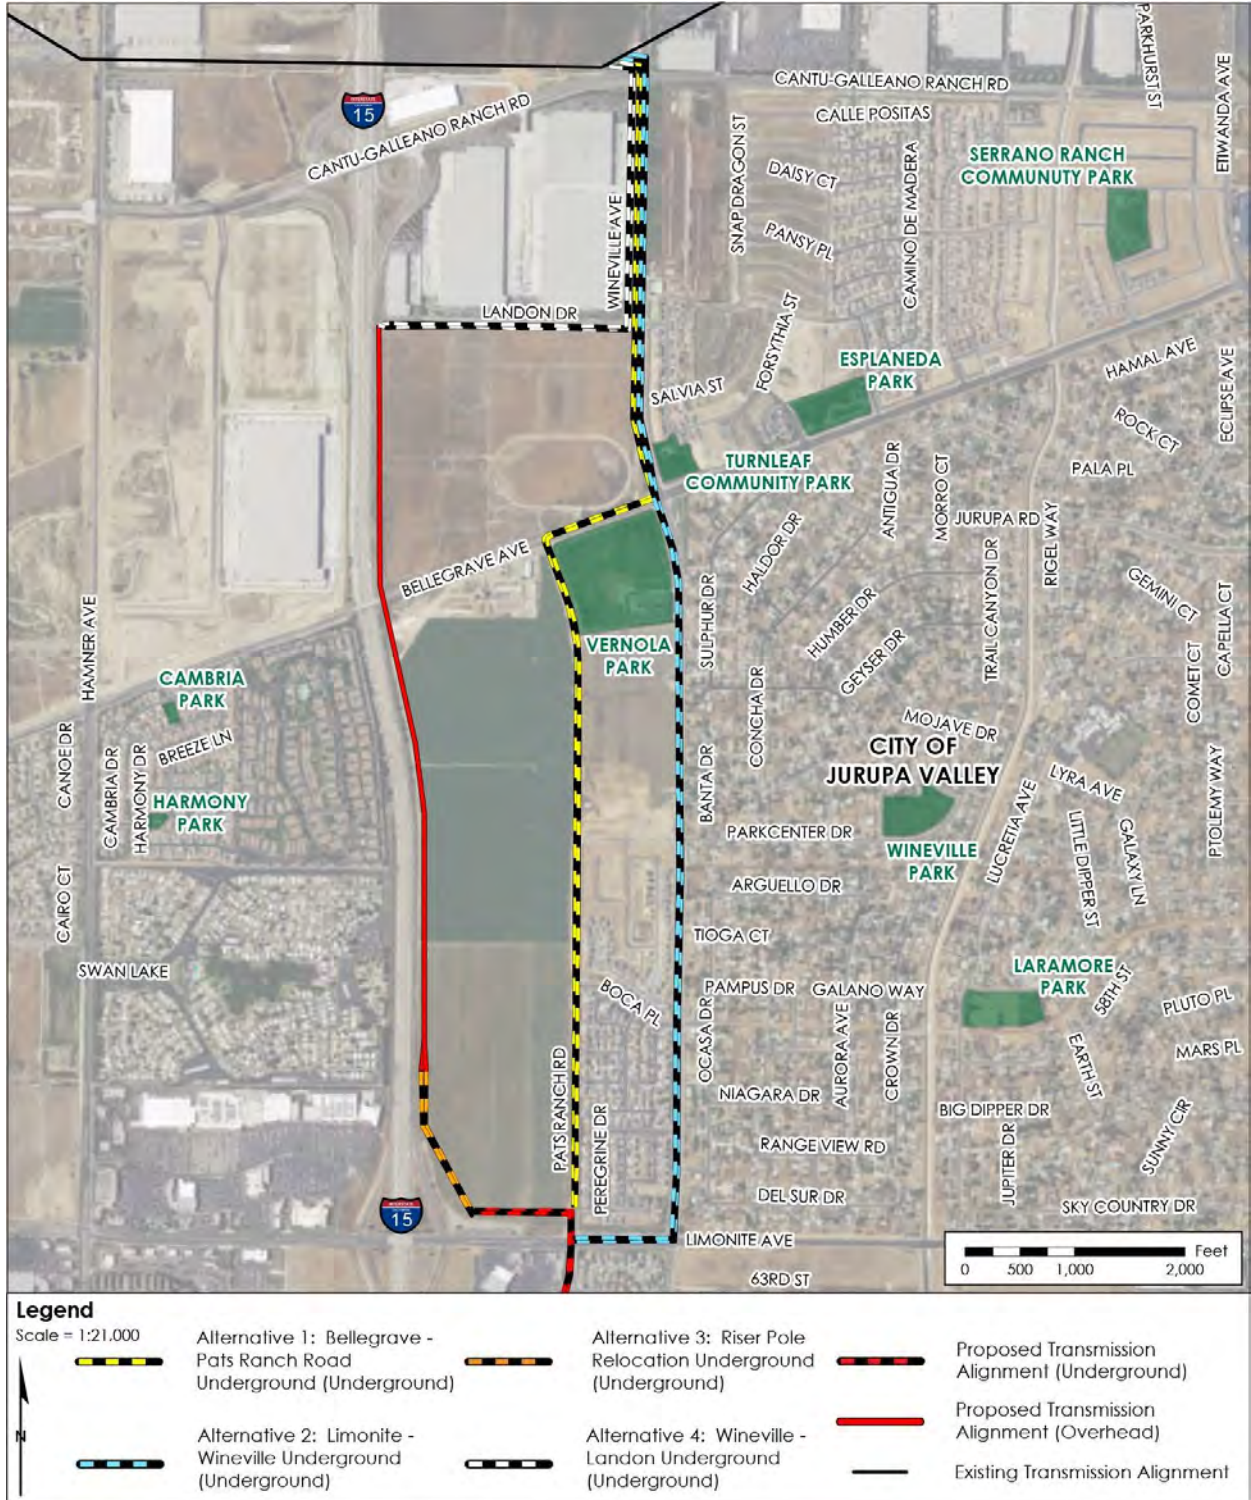 PARKHURST ST
ETIWANDA AVE
CANTU-GALLEANO RANCH RD
15
CANTU-GALLEANO RANCH RD
CALLE POSITAS
SNAP DRAGON ST
DAISY CT
CAMINO DE MADERA
SERRANO RANCH
COMMUNUTY PARK
WINEVILLE AVE
PANSY PL
LANDON DR
FORSYTHIA ST
ESPLANEDA
PARK
HAMAL AVE
ECLIPSE AVE
SALVIA ST
ROCK CT
TURNLEAF
COMMUNITY PARK
ANTIGUA DR
MORRO CT
PALA PL
JURUPA RD
RIGEL WAY
HALDOR DR
BELLEGRAVE AVE
TRAIL CANYON DR
GEMINI CT
CAPELLA CT
HAMNER AVE
SULPHUR DR
HUMBER DR
GEYSER DR
VERNOLA
PARK
COMET CT
CAMBRIA
PARK
CONCHA DR
MOJAVE DR
CITY OF
JURUPA VALLEY
CANOE DR
BREEZE LN
CAMBRIA DR
HARMONY DR
HARMONY
PARK
BANTA DR
LYRA AVE
PTOLEMY WAY
PARKCENTER DR
WINEVILLE
PARK
LUCRETIA AVE
LITTLE DIPPER ST
GALAXY LN
CAIRO CT
ARGUELLO DR
TIOGA CT
SWAN LAKE
LARAMORE
PARK
58TH ST
BOCA PL
PAMPUS DR
GALANO WAY
PLUTO PL
OCASA DR
AURORA AVE
CROWN DR
EARTH ST
MARS PL
PATS RANCH RD
NIAGARA DR
PEREGRINE DR
BIG DIPPER DR
SUNNY CIR
RANGE VIEW RD
JUPITER DR
DEL SUR DR
SKY COUNTRY DR
15
LIMONITE AVE
63RD ST
Feet
0 500 1,000 2,000
Legend
Scale = 1:21,000
N
Alternative 1: Bellegrave -
Pats Ranch Road
Underground (Underground)
Alternative 2: Limonite -
Wineville Underground
(Underground)
Alternative 3: Riser Pole
Relocation Underground
(Underground)
Alternative 4: Wineville -
Landon Underground
(Underground)
Proposed Transmission
Alignment (Underground)
Proposed Transmission
Alignment (Overhead)
Existing Transmission Alignment